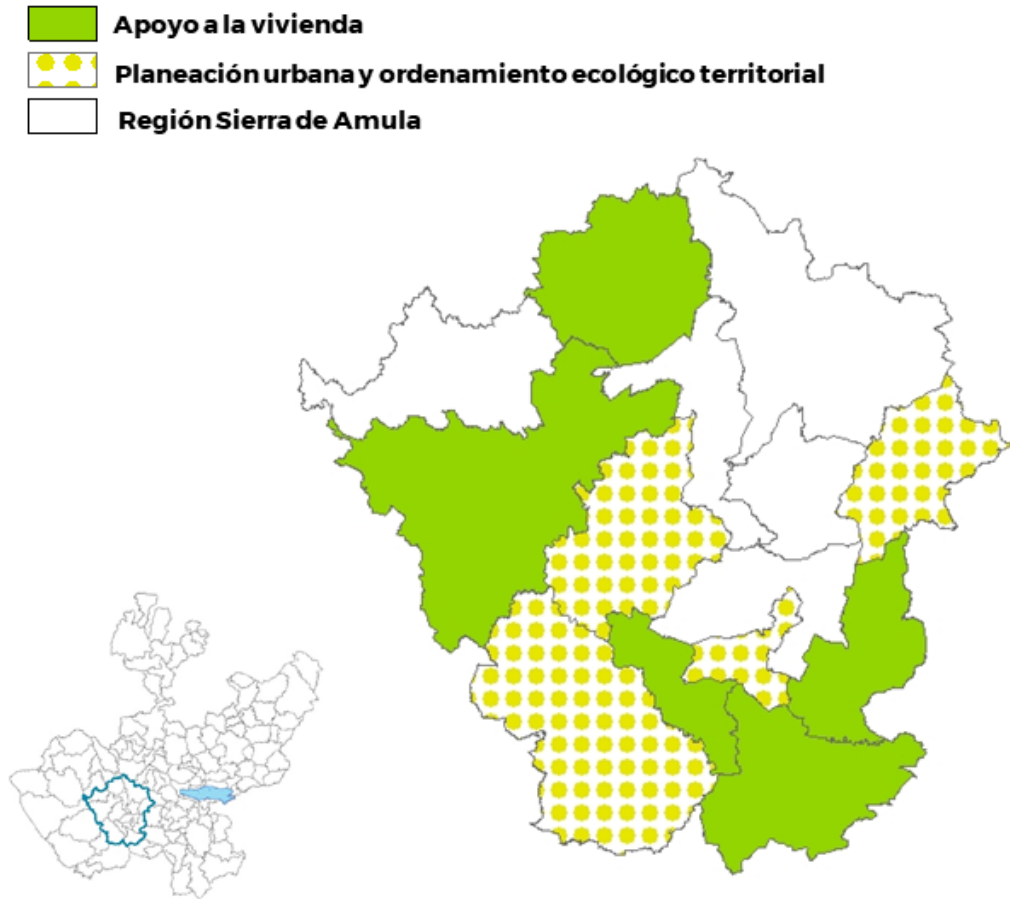 Apoyo a la vivienda
Planeación urbana y ordenamiento ecológico territorial
Región Sierra de Amula